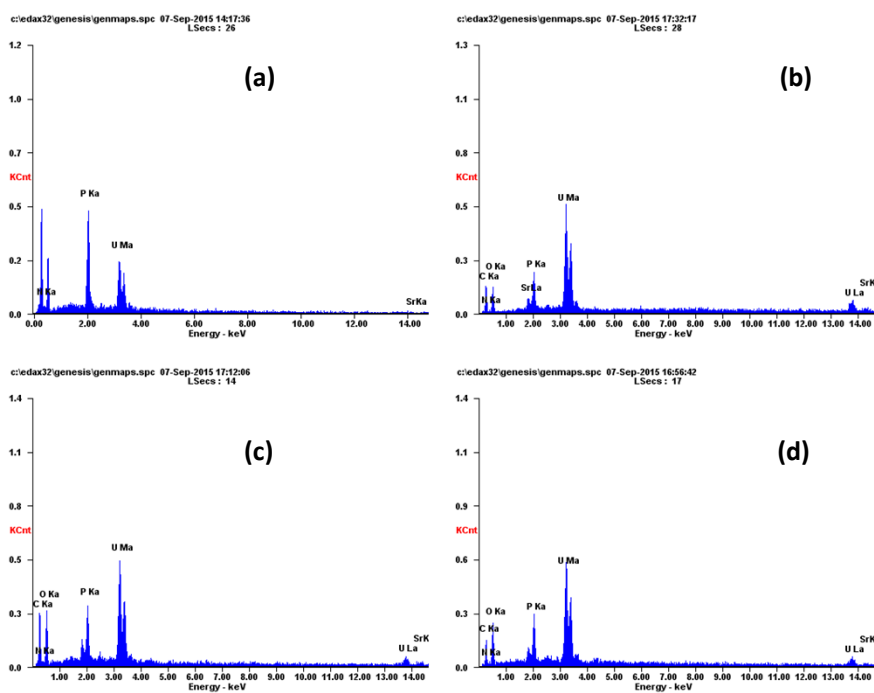 c:\edax32\genesis\genmaps.spc 07-Sep-2015 14:17:36
LSecs : 26
(a)
1.2
1.0
0.7
KCnt
0.5
0.2
0.0
P Ka
U Ma
N Ka
SrKa
0.00 2.00 4.00 6.00 8.00 10.00 12.00 14.00
Energy - keV
c:\edax32\genesis\genmaps.spc 07-Sep-2015 17:32:17
LSecs : 28
(b)
1.3
1.1
0.8
KCnt
0.5
0.3
0.0
U Ma
O Ka
P Ka
C Ka
SrLa
N Ka
SrK
U La
1.00 2.00 3.00 4.00 5.00 6.00 7.00 8.00 9.00 10.00 11.00 12.00 13.00 14.00
Energy - keV
c:\edax32\genesis\genmaps.spc 07-Sep-2015 17:12:06
LSecs : 14
(c)
1.4
1.1
0.8
KCnt
0.5
0.3
0.0
U Ma
O Ka
P Ka
C Ka
N Ka
SrK
U La
1.00 2.00 3.00 4.00 5.00 6.00 7.00 8.00 9.00 10.00 11.00 12.00 13.00 14.00
Energy - keV
c:\edax32\genesis\genmaps.spc 07-Sep-2015 16:56:42
LSecs : 17
(d)
1.4
1.1
0.9
KCnt
0.6
0.3
0.0
U Ma
O Ka
P Ka
C Ka
N Ka
SrK
U La
1.00 2.00 3.00 4.00 5.00 6.00 7.00 8.00 9.00 10.00 11.00 12.00 13.00 14.00
Energy - keV